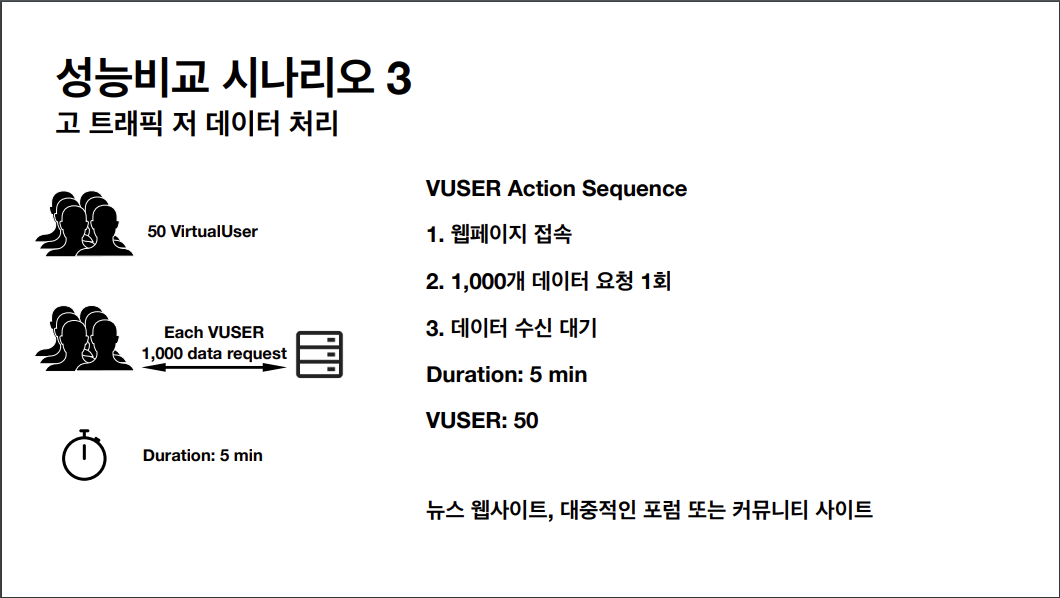 성능비교 시나리오 3
고 트래픽 저 데이터 처리
50 VirtualUser
Each VUSER
1,000 data request
Duration: 5 min
VUSER Action Sequence
1. 웹페이지 접속
2. 1,000개 데이터 요청 1회
3. 데이터 수신 대기
Duration: 5 min
VUSER: 50
뉴스 웹사이트, 대중적인 포럼 또는 커뮤니티 사이트